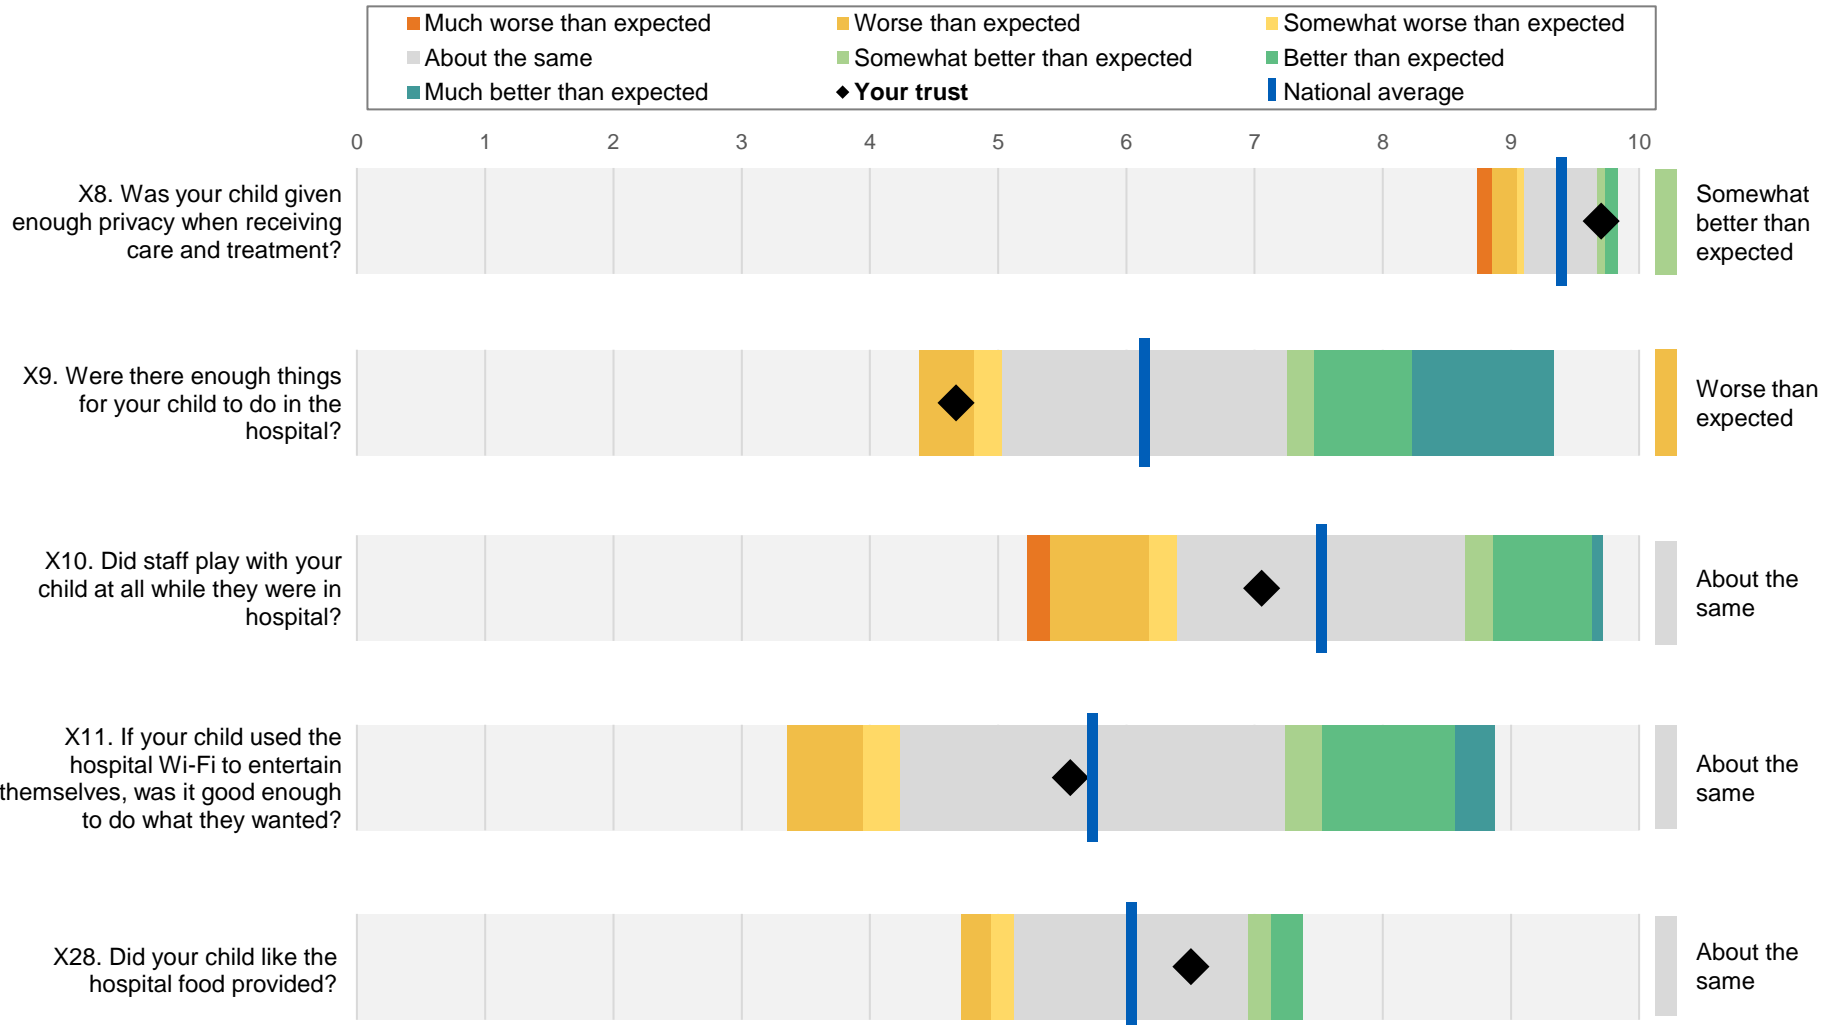 Much worse than expected
Worse than expected
Somewhat worse than expected
About the same
Somewhat better than expected
Better than expected
Much better than expected
Your trust
National average
0 1 2 3 4 5 6 7 8 9 10
X8. Was your child given
enough privacy when receiving
care and treatment?
Somewhat
better than
expected
X9. Were there enough things
for your child to do in the
hospital?
Worse than
expected
X10. Did staff play with your
child at all while they were in
hospital?
About the
same
X11. If your child used the
hospital Wi-Fi to entertain
themselves, was it good enough
to do what they wanted?
About the
same
X28. Did your child like the
hospital food provided?
About the
same